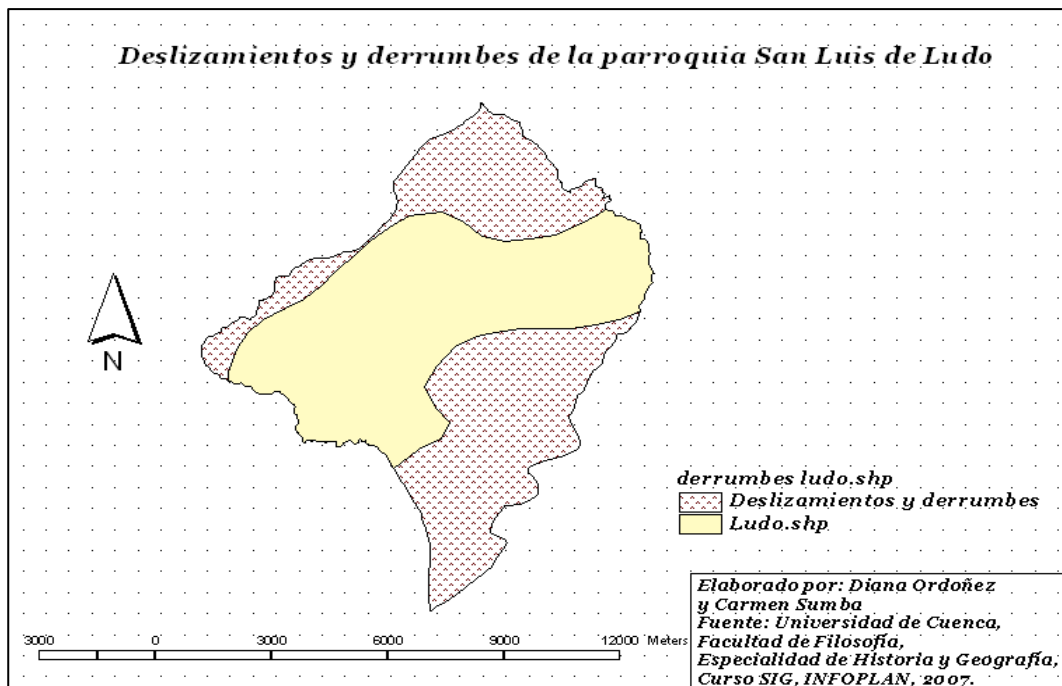 Deslizamientos y derrumbes de la parroquia San Luis de Ludo
N
derrumbes ludo.shp
Deslizamientos y derrumbes
Ludo.shp
3000 0 3000 6000 9000 12000 Meters
Elaborado por: Diana Ordoñez
y Carmen Sumba
Fuente: Universidad de Cuenca,
Facultad de Filosofía,
Especialidad de Historia y Geografía,
Curso SIG, INFOPLAN, 2007.